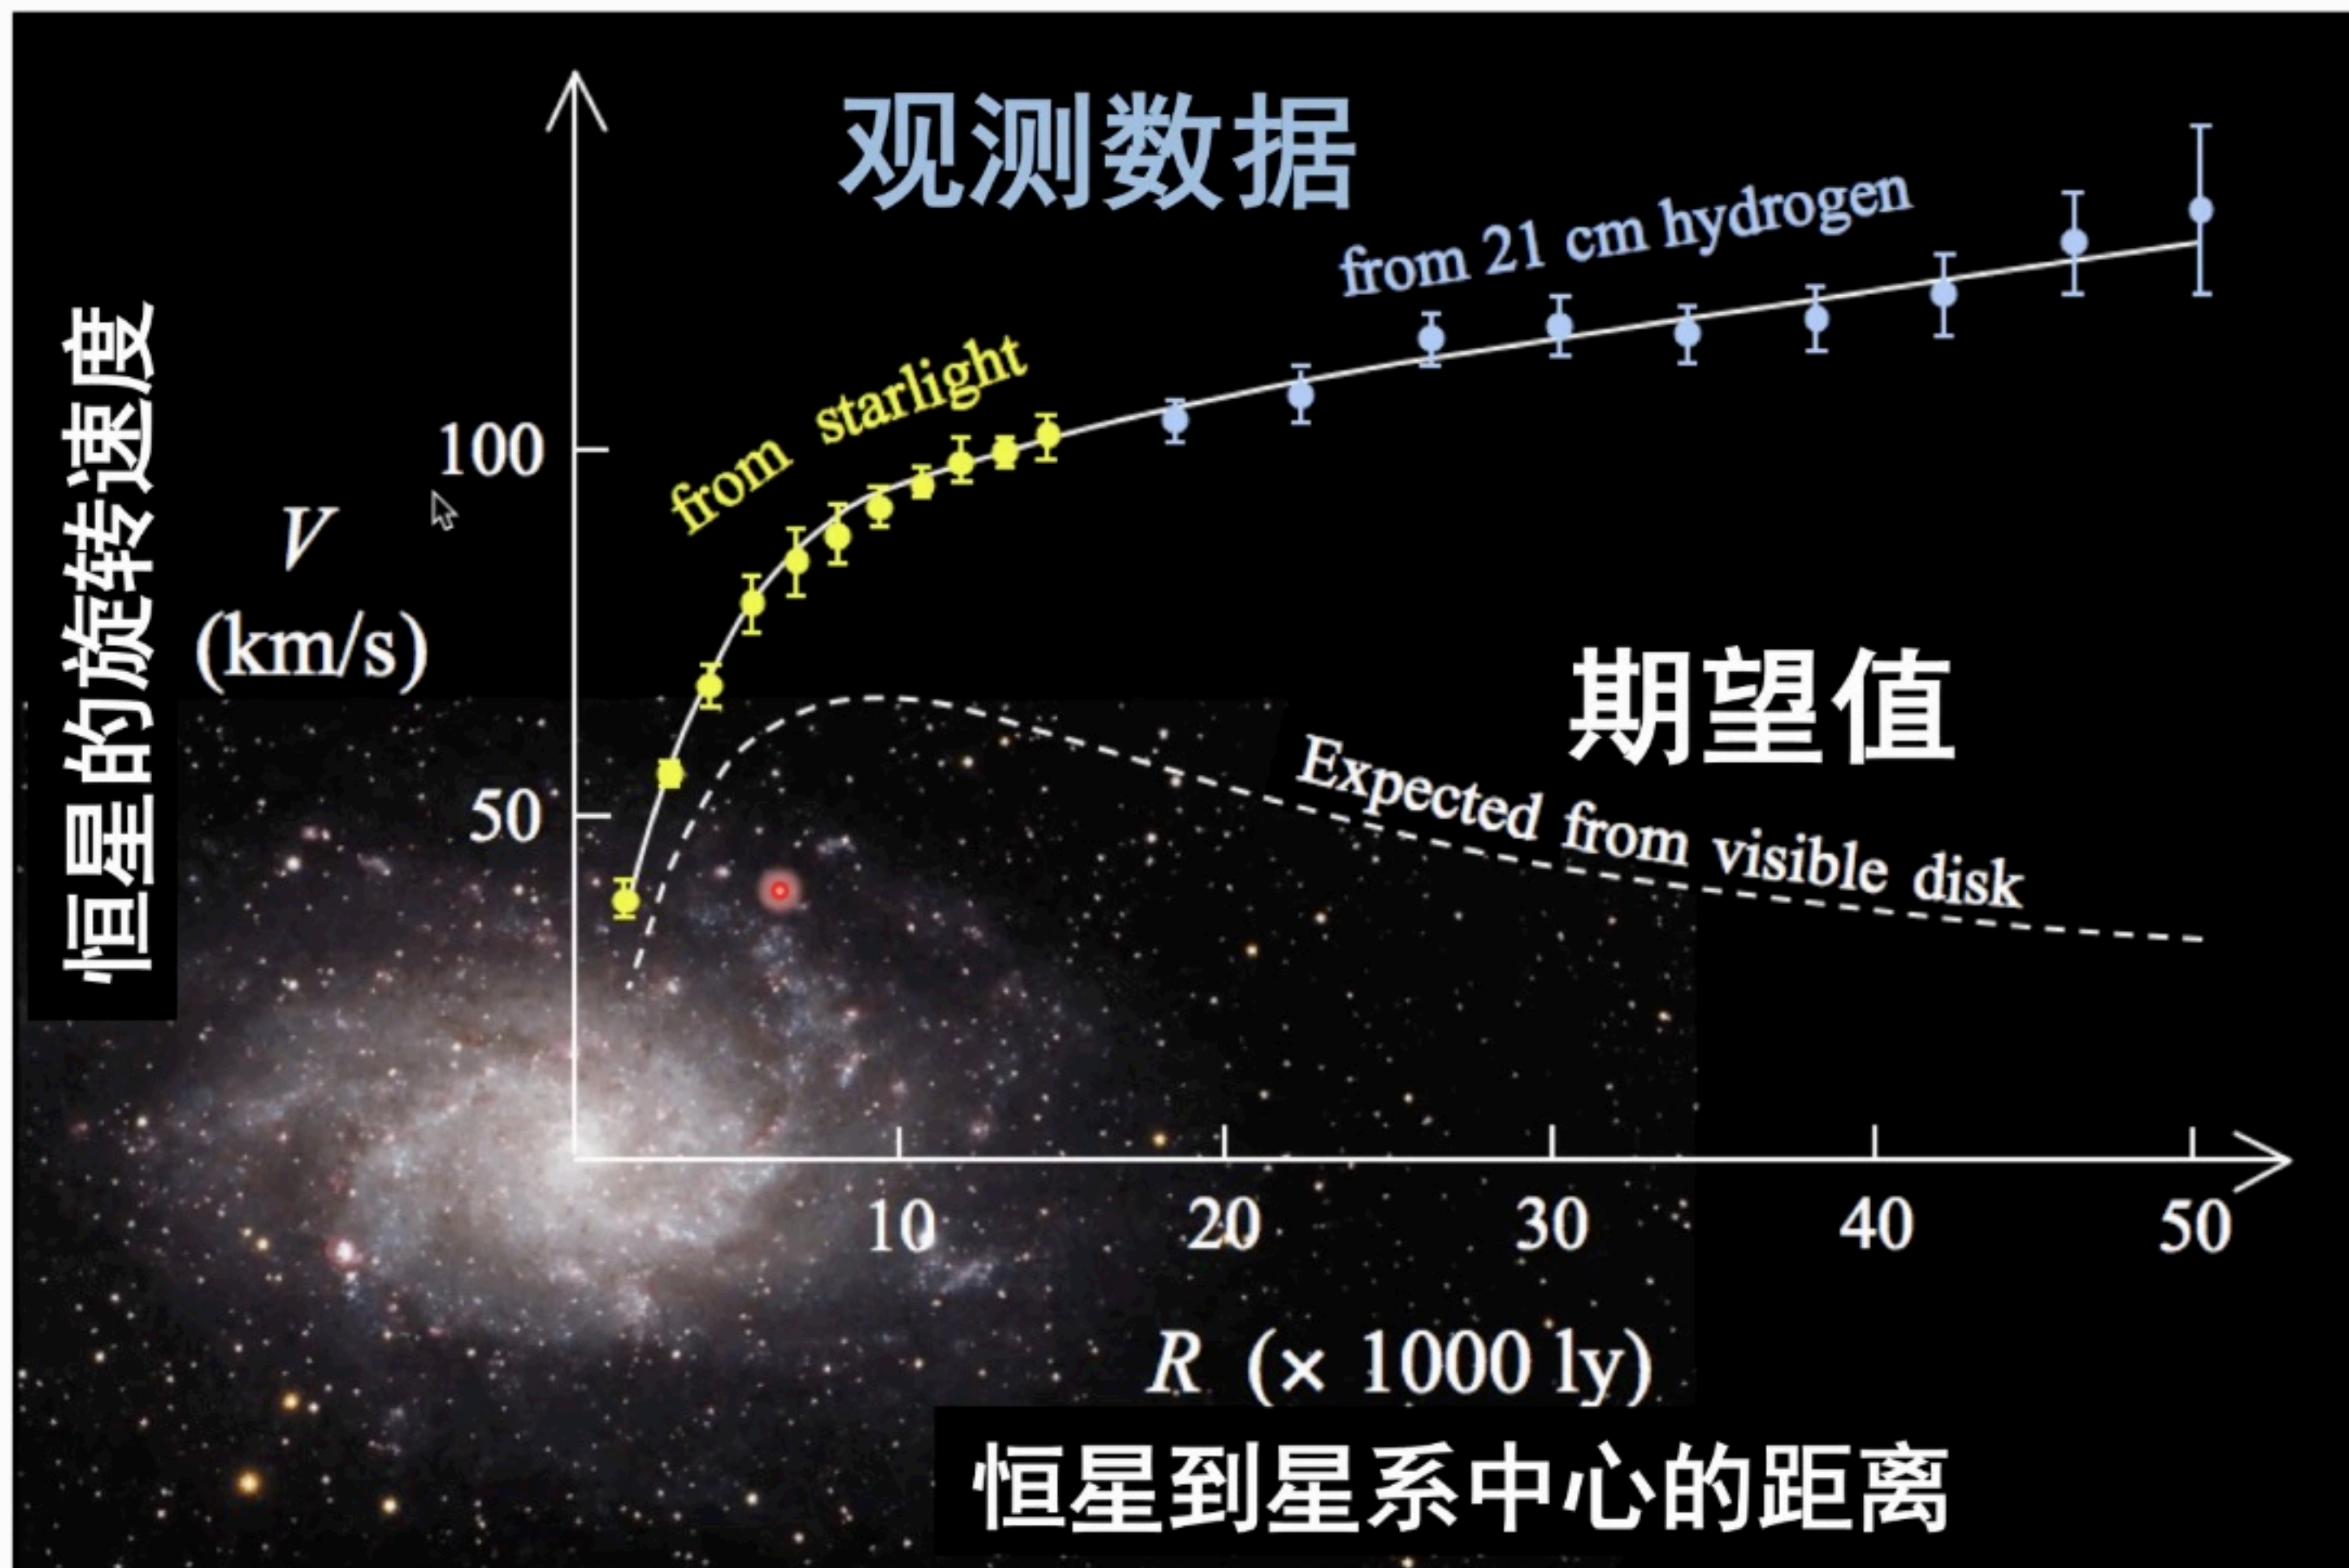 观测数据
from 21 cm hydrogen
from starlight
恒星的旋转速度
V
(km/s)
100
50
期望值
Expected from visible disk
10
20
30
40
50
R (× 1000 ly)
恒星到星系中心的距离